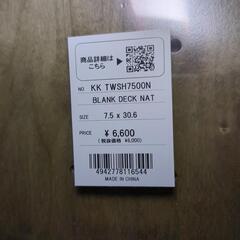 商品詳細は
こちら
NO KK TWSH7500N
BLANK DECK NAT
SIZE 7.5 x 30.6
PRICE ¥ 6,600
(税抜価格 ¥6,000)
4942778116544
MADE IN CHINA